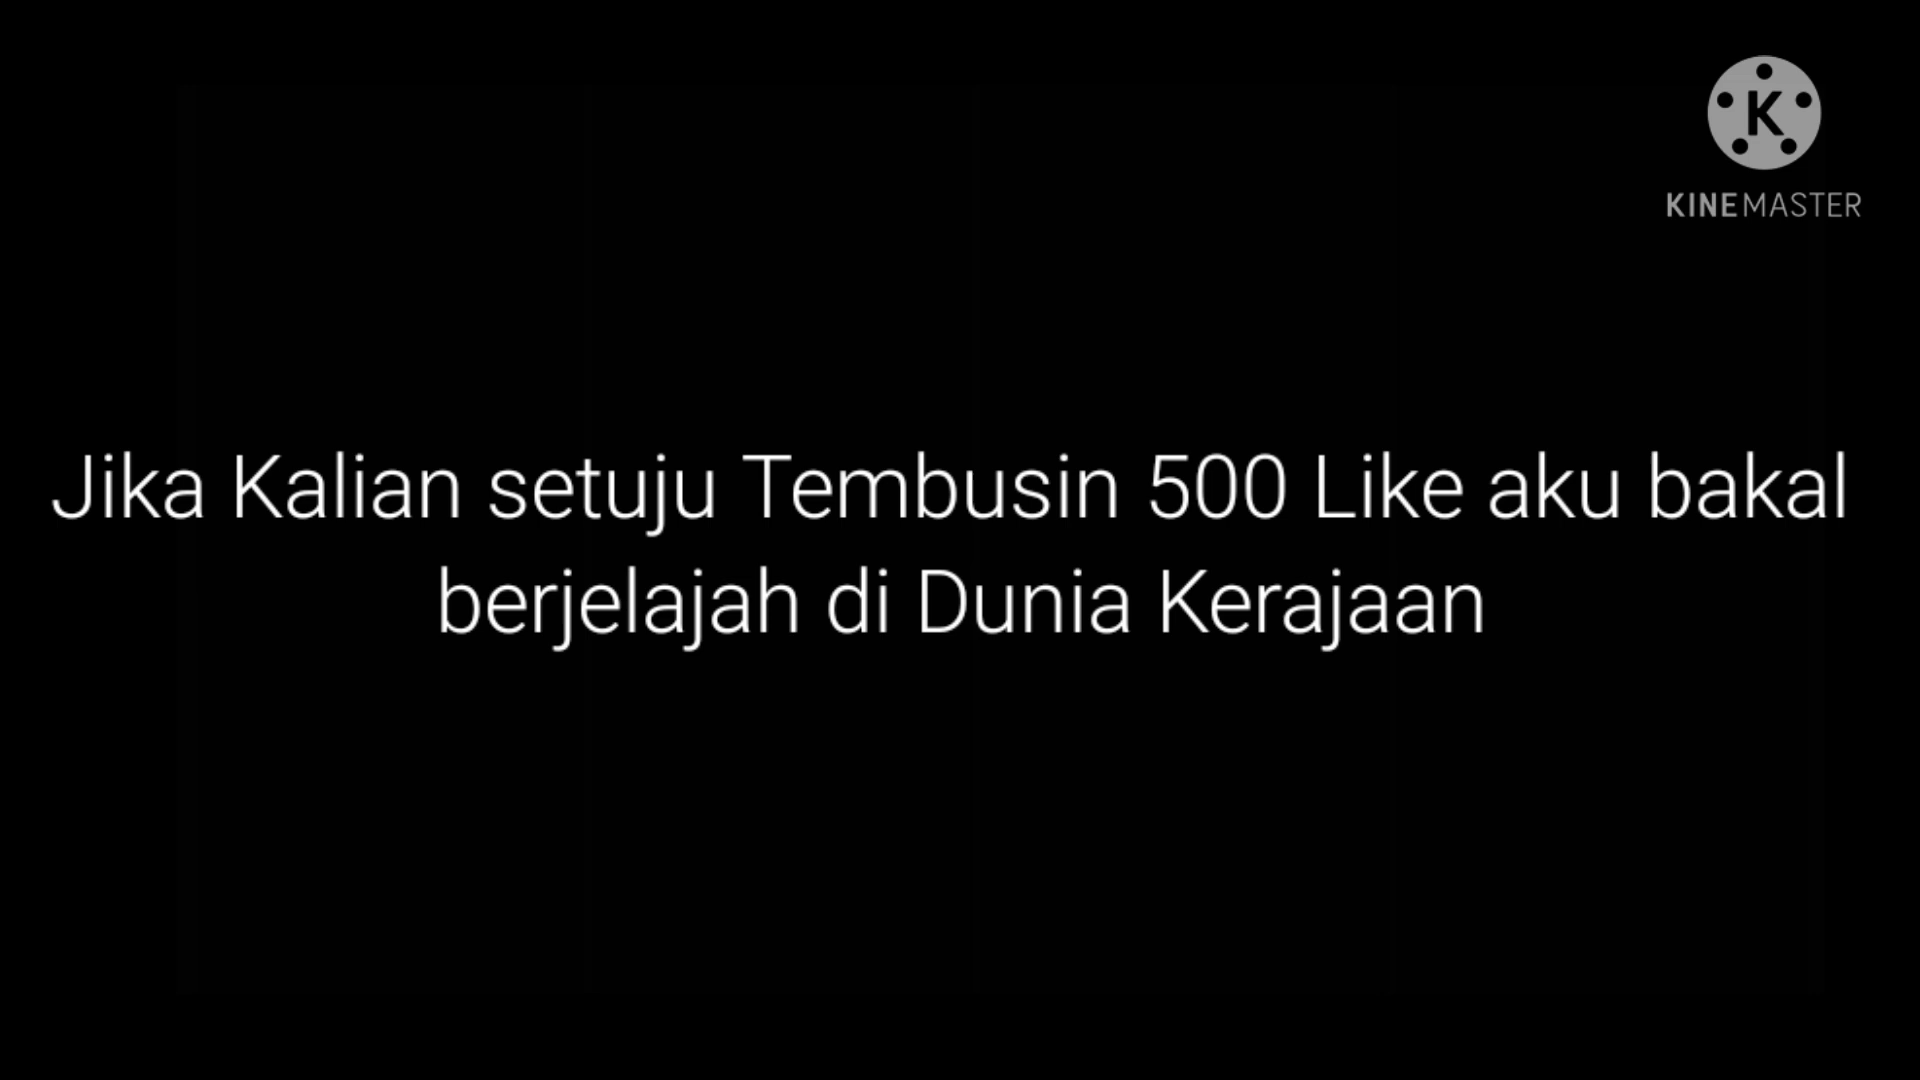 K
KINEMASTER
Jika Kalian setuju Tembusin 500 Like aku bakal
berjelajah di Dunia Kerajaan